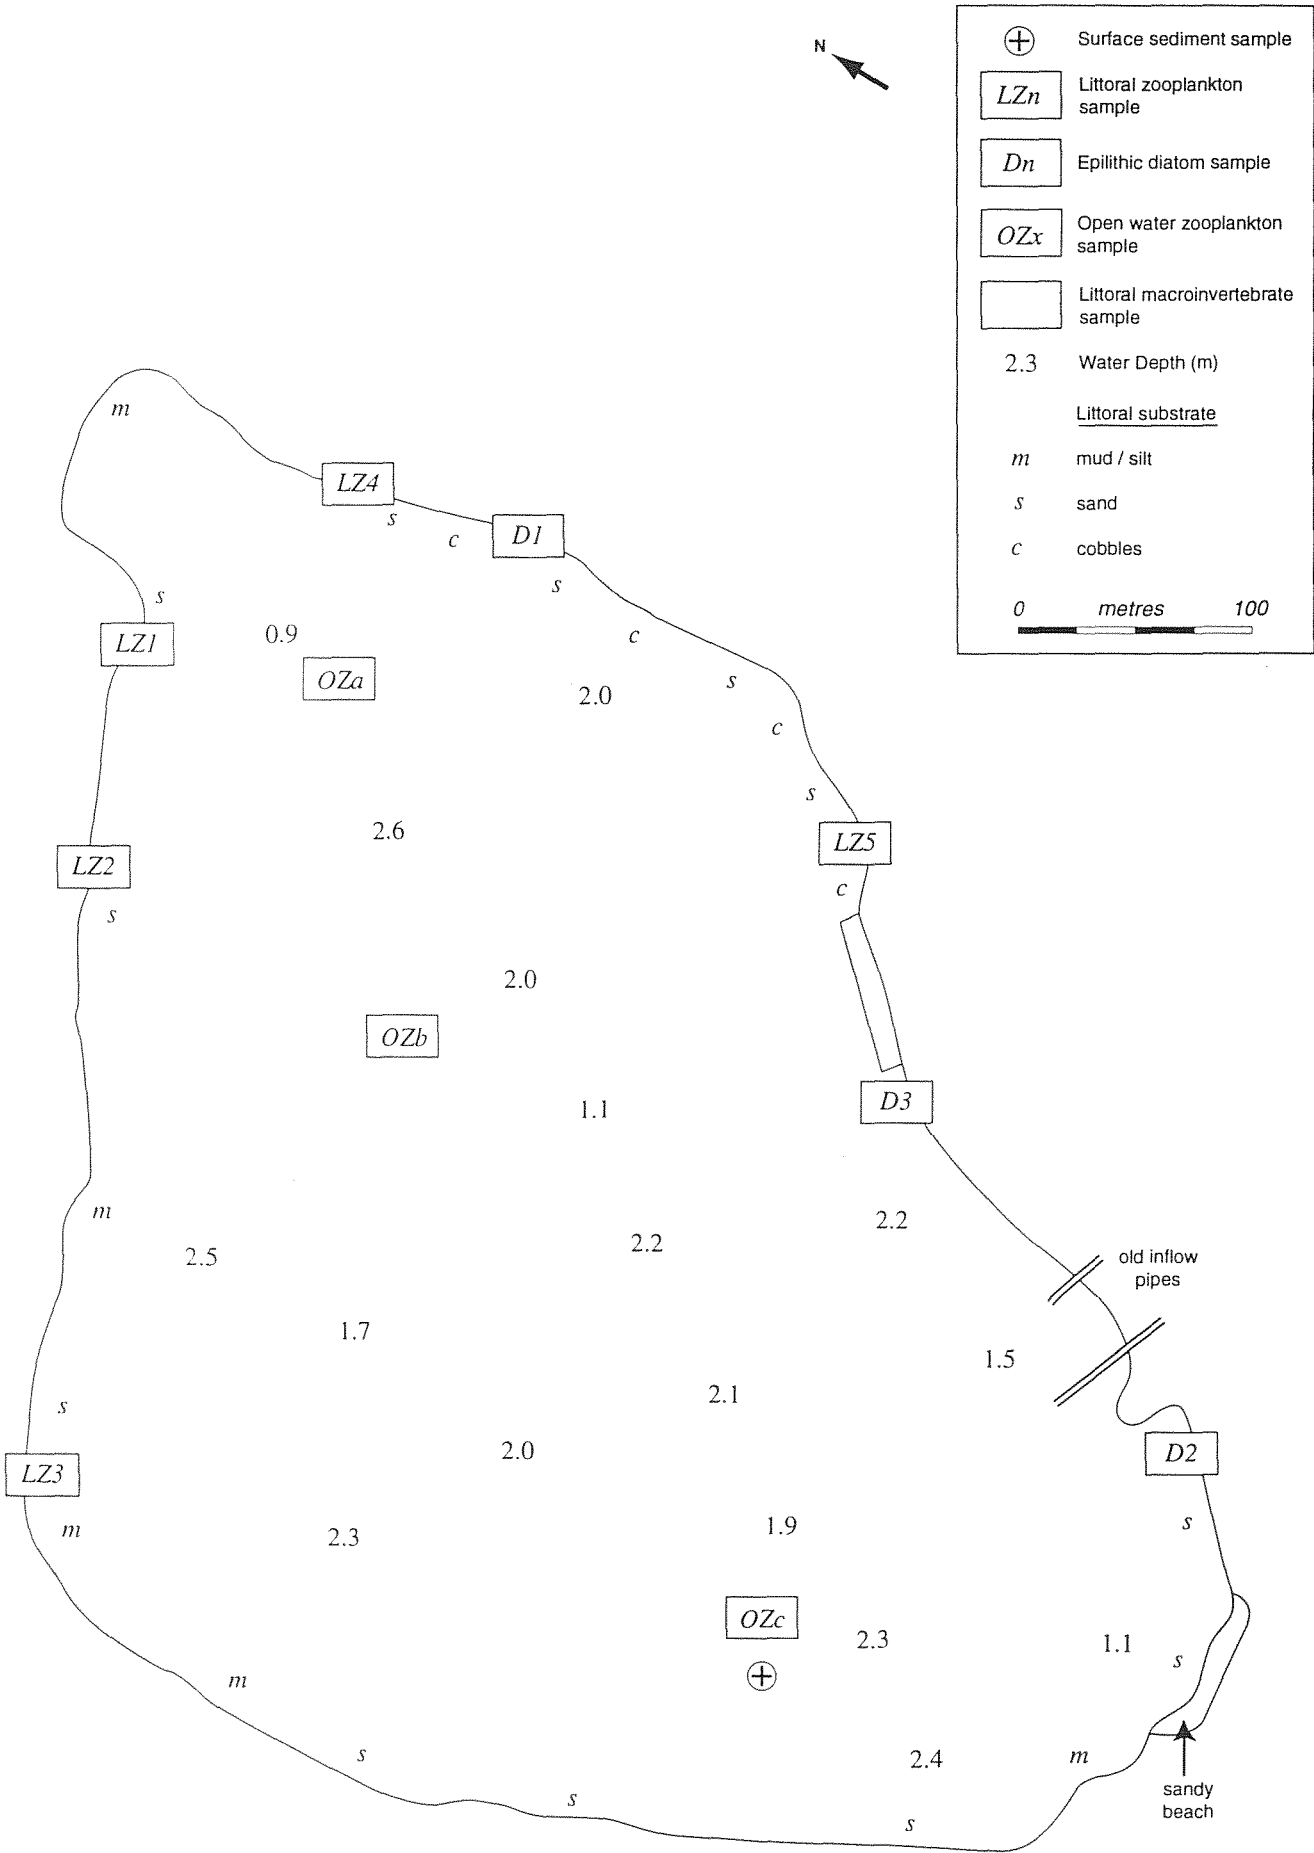 N
Surface sediment sample
LZn
Littoral zooplankton
sample
Dn
Epilithic diatom sample
OZx
Open water zooplankton
sample
Littoral macroinvertebrate
sample
2.3
Water Depth (m)
Littoral substrate
m
mud / silt
s
sand
c
cobbles
0 metres 100
m
LZ4
s
c
D1
s
s
LZ1
0.9
c
OZa
2.0
s
c
s
2.6
LZ5
LZ2
c
s
2.0
OZb
D3
1.1
m
2.2
2.2
2.5
old inflow
pipes
1.7
1.5
2.1
s
2.0
D2
LZ3
s
m
1.9
2.3
OZc
2.3
1.1
s
m
s
2.4
m
sandy
beach
s
s